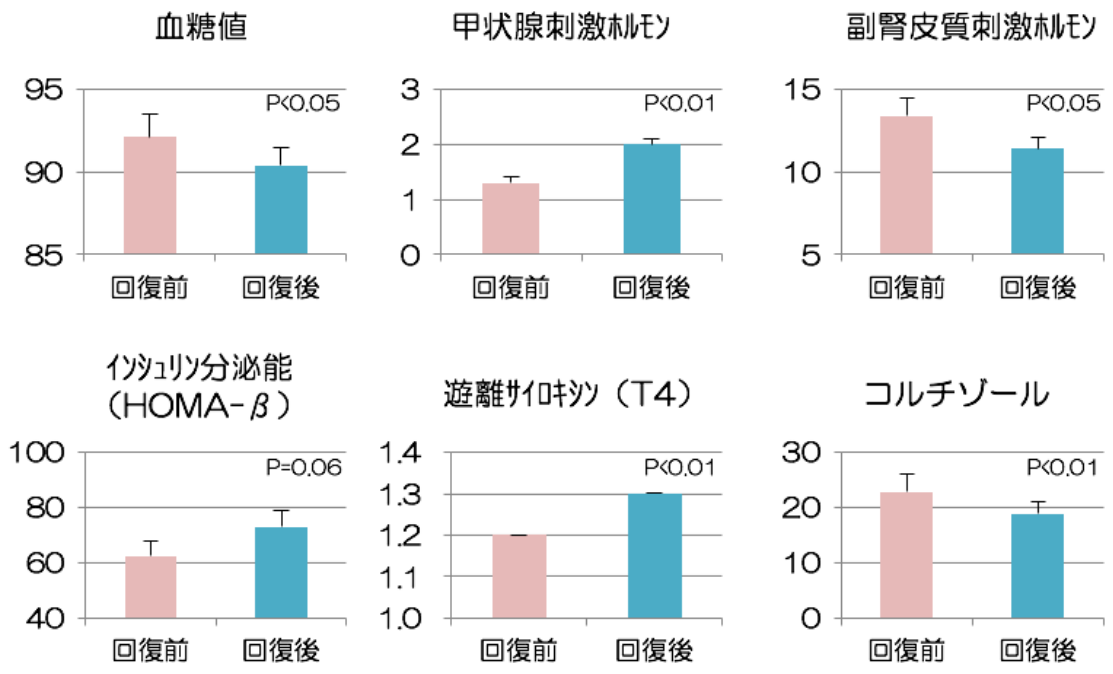 血糖値
95
90
85
P<0.05
回復前 回復後
甲状腺刺激ﾎﾙﾓﾝ
3
2
1
0
P<0.01
回復前 回復後
副腎皮質刺激ﾎﾙﾓﾝ
15
10
5
P<0.05
回復前 回復後
ｲﾝｼｭﾘﾝ分泌能
（HOMA-β）
100
80
60
40
P=0.06
回復前 回復後
遊離ｻｲﾛｷｼﾝ（T4）
1.4
1.3
1.2
1.1
1.0
P<0.01
回復前 回復後
コルチゾール
30
20
10
0
P<0.01
回復前 回復後